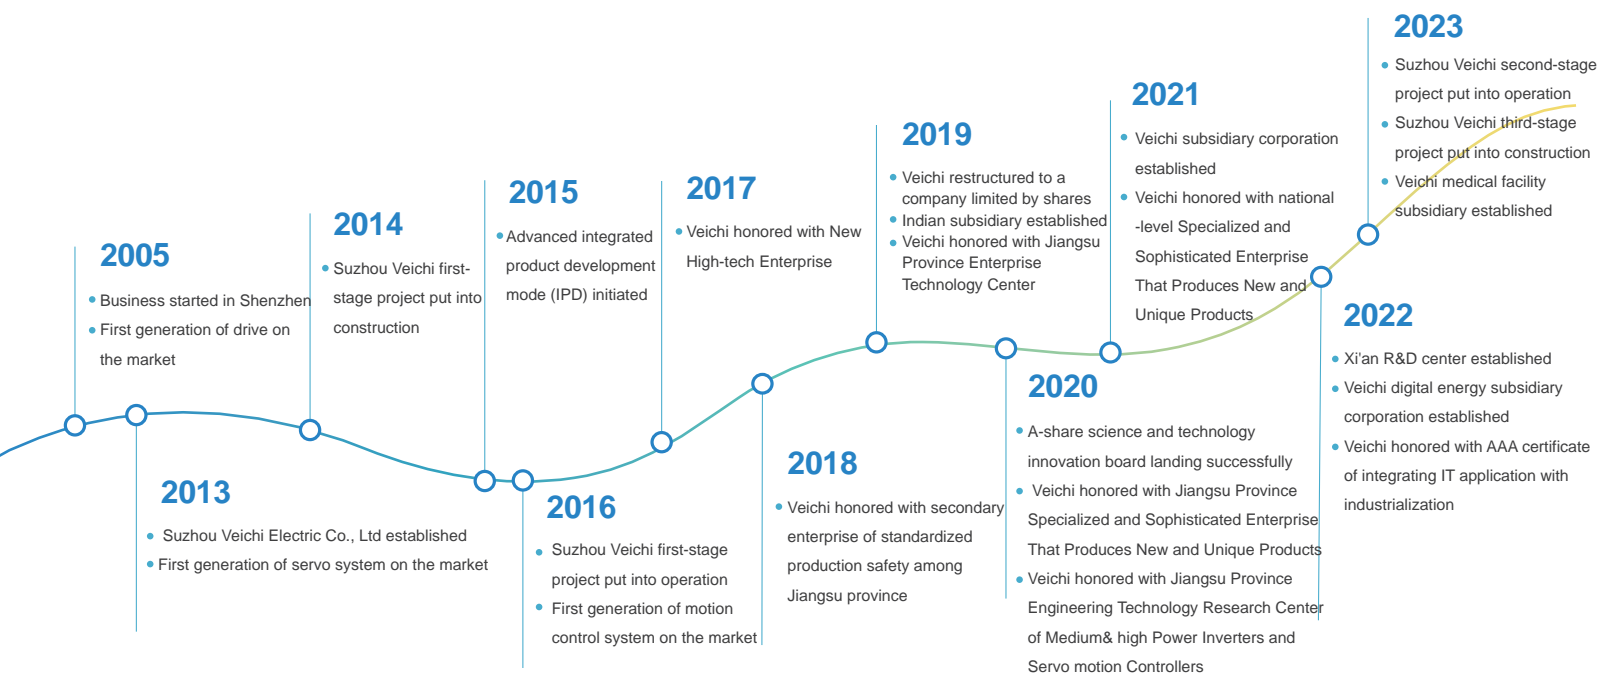 2005
Business started in Shenzhen
First generation of drive on
the market
2013
Suzhou Veichi Electric Co., Ltd established
First generation of servo system on the market
2014
Suzhou Veichi first-
stage project put into
construction
2015
Advanced integrated
product development
mode (IPD) initiated
2016
Suzhou Veichi first-stage
project put into operation
First generation of motion
control system on the market
2017
Veichi honored with New
High-tech Enterprise
2018
Veichi honored with secondary
enterprise of standardized
production safety among
Jiangsu province
2019
Veichi restructured to a
company limited by shares
Indian subsidiary established
Veichi honored with Jiangsu
Province Enterprise
Technology Center
2020
A-share science and technology
innovation board landing successfully
Veichi honored with Jiangsu Province
Specialized and Sophisticated Enterprise
That Produces New and Unique Products
Veichi honored with Jiangsu Province
Engineering Technology Research Center
of Medium& high Power Inverters and
Servo motion Controllers
2021
Veichi subsidiary corporation
established
Veichi honored with national
-level Specialized and
Sophisticated Enterprise
That Produces New and
Unique Products
2022
Xi'an R&D center established
Veichi digital energy subsidiary
corporation established
Veichi honored with AAA certificate
of integrating IT application with
industrialization
2023
Suzhou Veichi second-stage
project put into operation
Suzhou Veichi third-stage
project put into construction
Veichi medical facility
subsidiary established